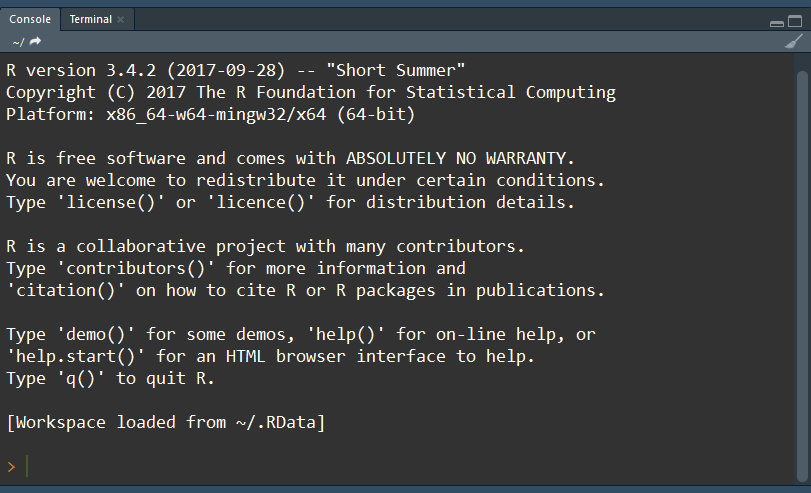 Console Terminal
~/
R version 3.4.2 (2017-09-28) -- "Short Summer"
Copyright (C) 2017 The R Foundation for Statistical Computing
Platform: x86_64-w64-mingw32/x64 (64-bit)
R is free software and comes with ABSOLUTELY NO WARRANTY.
You are welcome to redistribute it under certain conditions.
Type 'license()' or 'licence()' for distribution details.
R is a collaborative project with many contributors.
Type 'contributors()' for more information and
'citation()' on how to cite R or R packages in publications.
Type 'demo()' for some demos, 'help()' for on-line help, or
'help.start()' for an HTML browser interface to help.
Type 'q()' to quit R.
[Workspace loaded from ~/.RData]
>